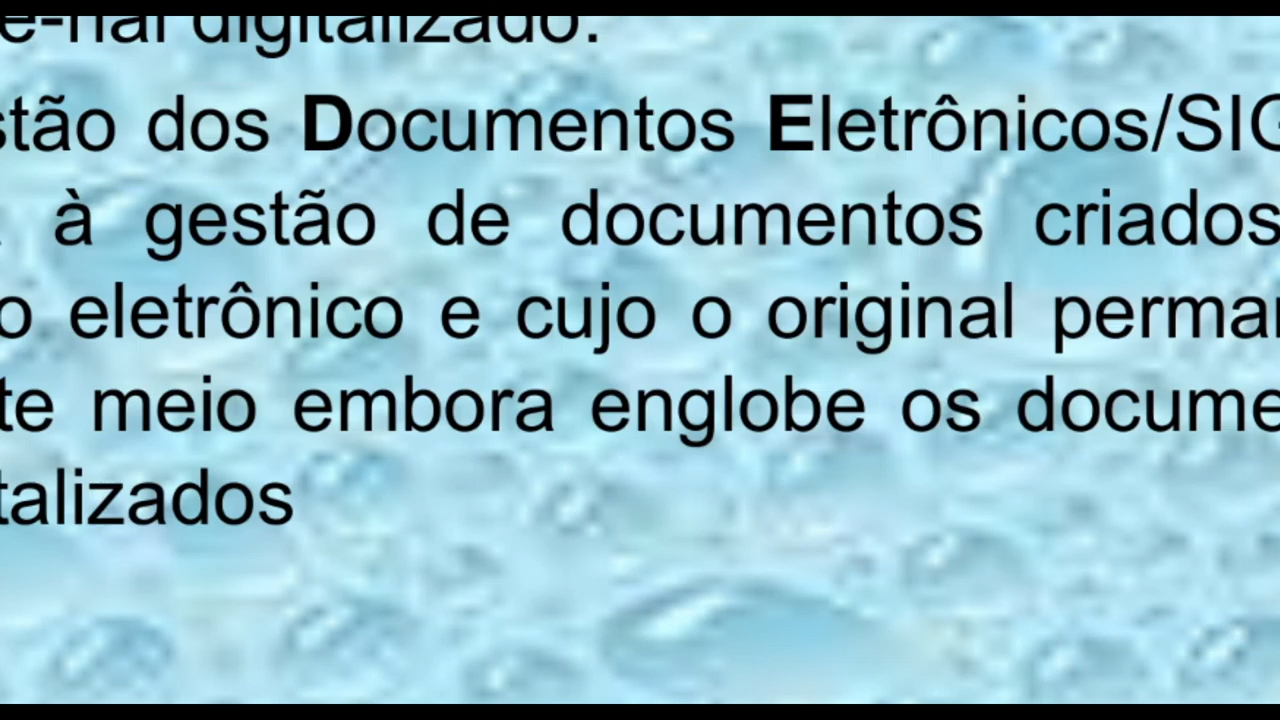 digitalizado.
stão dos Documentos Eletrônicos/SIG
à gestão de documentos criados
o eletrônico e cujo o original perma
te meio embora englobe os docume
talizados